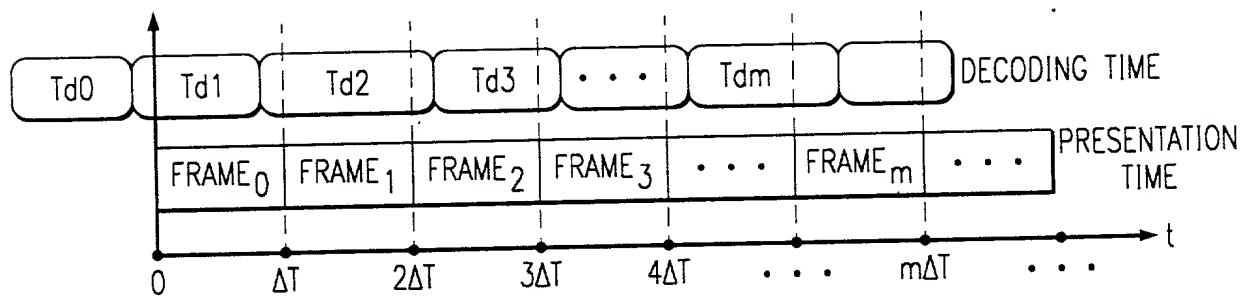 Td0 Td1 Td2 Td3 • • • Tdm DECODING TIME
FRAME0 FRAME1 FRAME2 FRAME3 • • • FRAMEm • • • PRESENTATION
TIME
t
0 ΔT 2ΔT 3ΔT 4ΔT • • • mΔT • • •